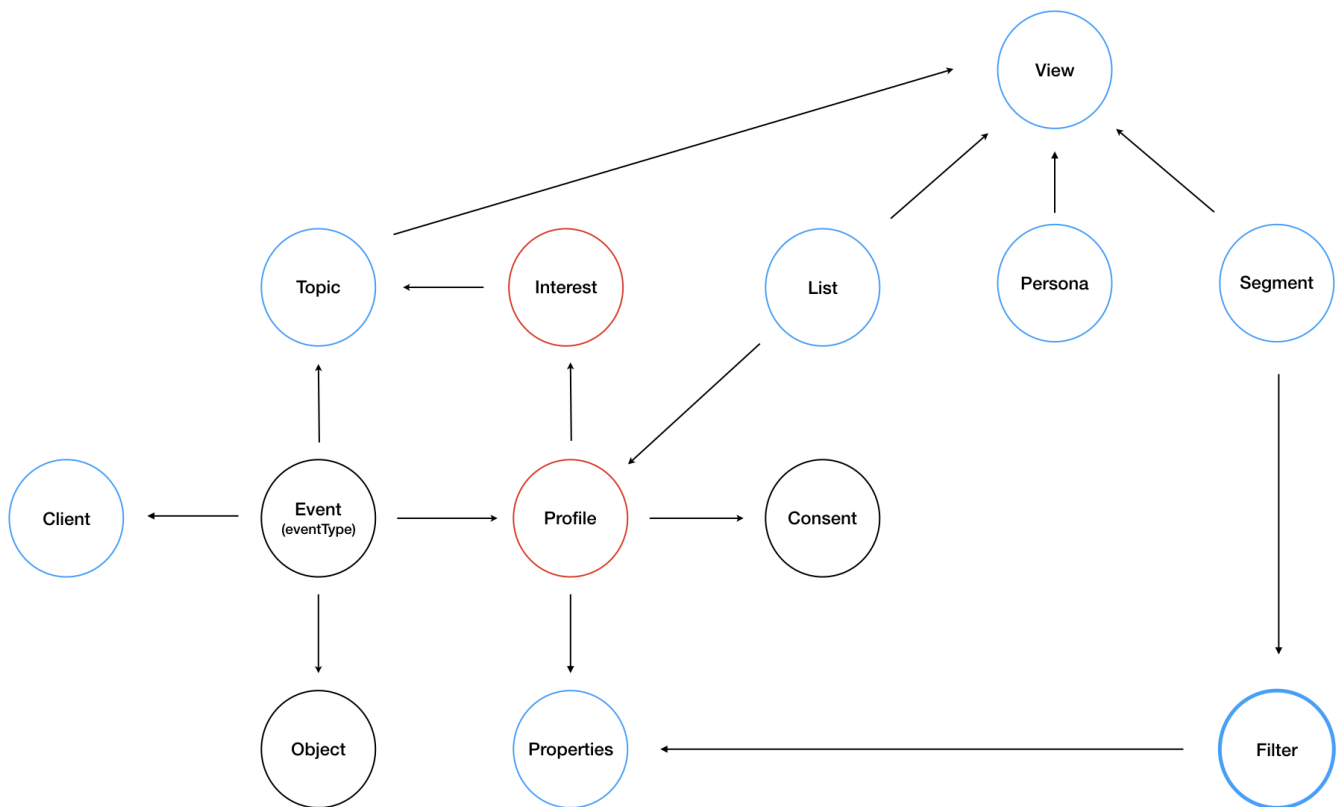 View
Topic
Interest
List
Persona
Segment
Client
Event
(eventType)
Profile
Consent
Object
Properties
Filter